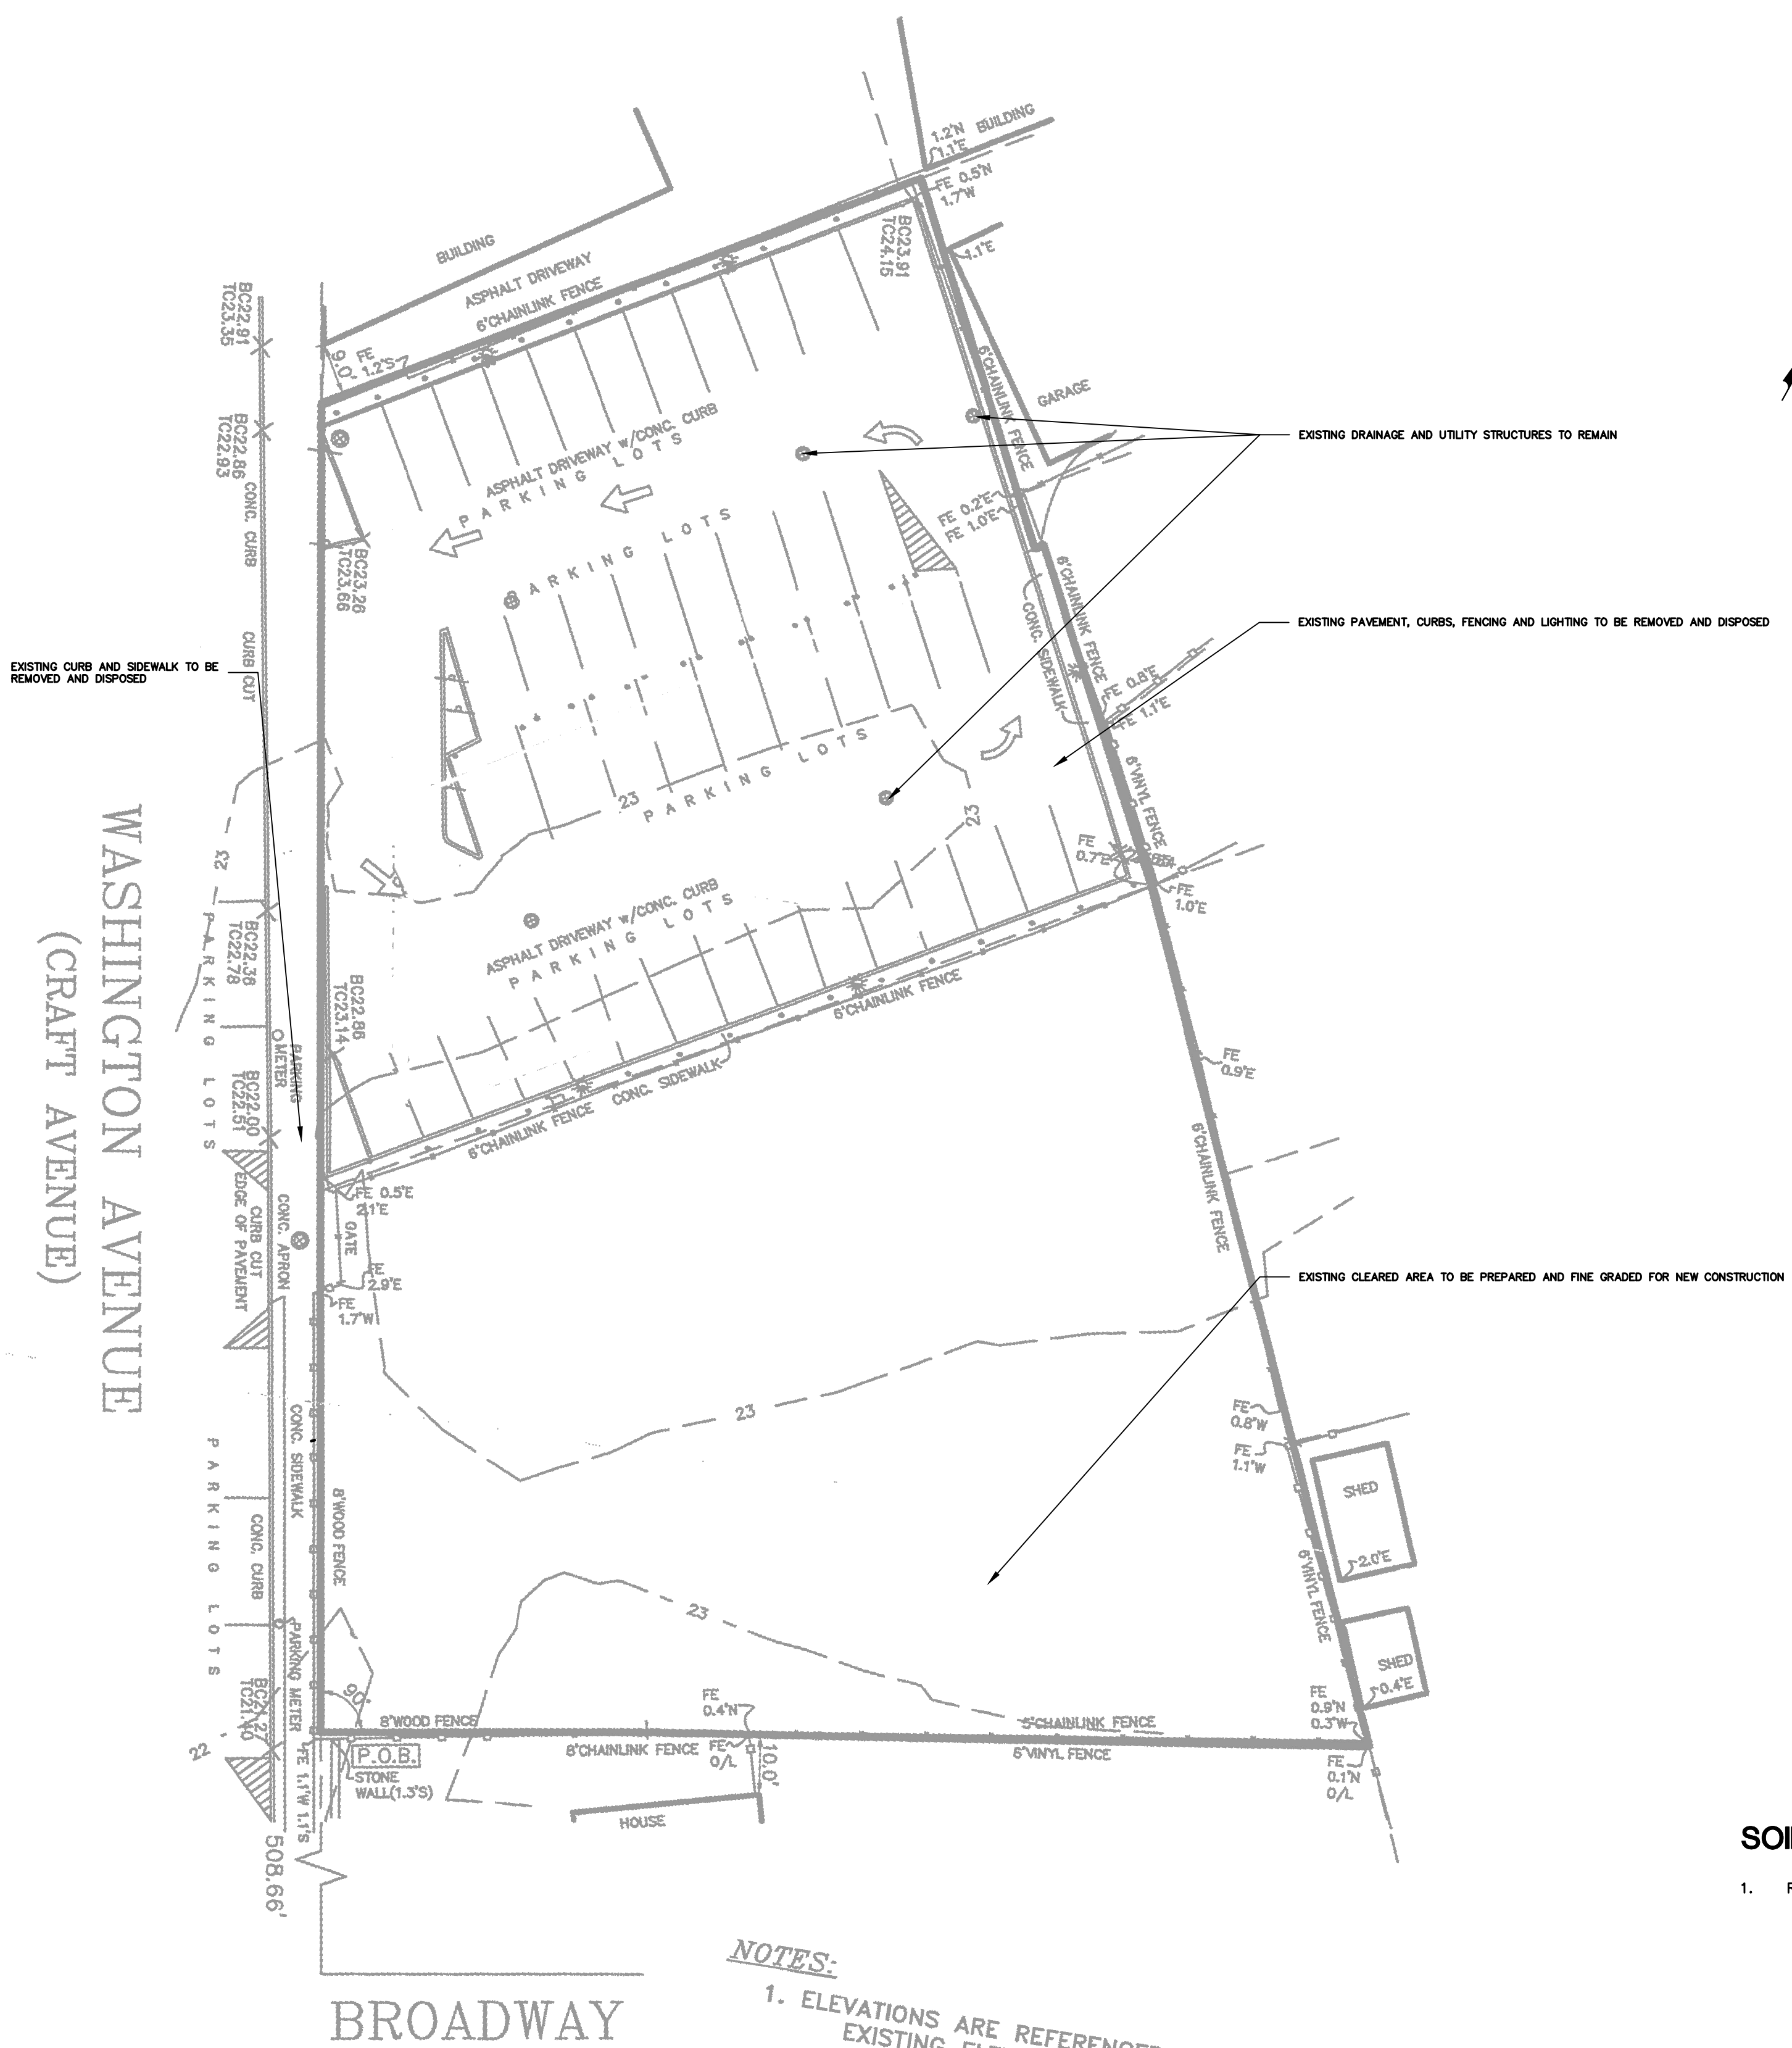 1.2'N BUILDING
1.1'E
FE 0.5'N
1.7'W
BUILDING
ASPHALT DRIVEWAY
6'CHAINLINK FENCE
BC23.91
TC24.15
1.1'E
BC22.91
TC23.35
9.0'
FE
1.2'S
6'CHAINLINK FENCE
GARAGE
BC22.86
TC22.93
CONC. CURB
ASPHALT DRIVEWAY w/CONC. CURB
PARKING LOTS
EXISTING DRAINAGE AND UTILITY STRUCTURES TO REMAIN
FE 0.2'E
FE 1.0'E
PARKING LOTS
BC23.26
TC23.66
6'CHAINLINK FENCE
CONC. SIDEWALK
EXISTING PAVEMENT, CURBS, FENCING AND LIGHTING TO BE REMOVED AND DISPOSED
EXISTING CURB AND SIDEWALK TO BE
REMOVED AND DISPOSED
CURB CUT
FE 0.8'E
FE 1.1'E
PARKING LOTS
23
23
6'VINYL FENCE
22
FE
0.7'E
FE
1.0'E
PARKING LOTS
BC22.38
TC22.78
ASPHALT DRIVEWAY w/CONC. CURB
PARKING LOTS
BC22.86
TC23.14
6'CHAINLINK FENCE
WASHINGTON AVENUE
(CRAFT AVENUE)
PARKING
METER
BC22.00
TC22.51
CONC. SIDEWALK
6'CHAINLINK FENCE
FE
0.9'E
FE 0.5'E
2.1'E
GATE
CONC. APRON
CURB CUT
EDGE OF PAVEMENT
FE
2.9'E
FE
1.7'W
6'CHAINLINK FENCE
EXISTING CLEARED AREA TO BE PREPARED AND FINE GRADED FOR NEW CONSTRUCTION
23
FE
0.8'W
FE
1.1'W
SHED
2.0'E
CONC. SIDEWALK
PARKING LOTS
CONC. CURB
8'WOOD FENCE
6'VINYL FENCE
23
SHED
0.4'E
PARKING METER
90°
FE
0.4'N
FE
0.9'N
0.3'W
8'WOOD FENCE
5'CHAINLINK FENCE
22
P.O.B.
STONE
WALL(1.3'S)
8'CHAINLINK FENCE
FE
O/L
10.0'
6'VINYL FENCE
FE
0.1'N
O/L
FE 1.1'W 1.1'S
HOUSE
508.66'
SOI
1.
NOTES:
1. ELEVATIONS ARE
EXISTING
BROADWAY